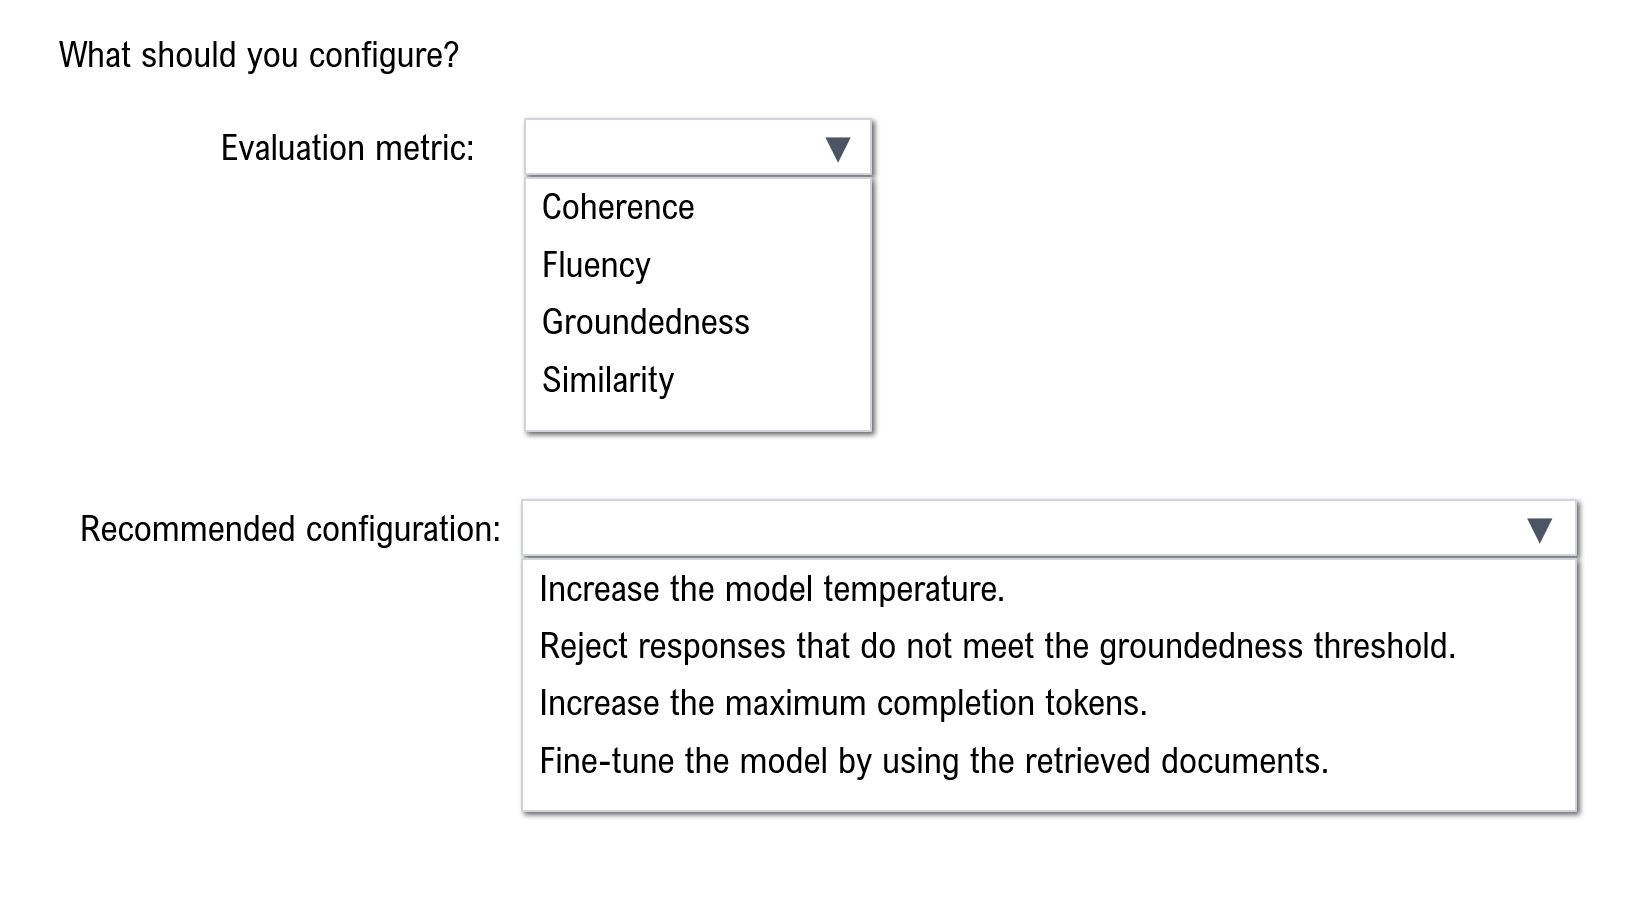 What should you configure?
Evaluation metric:
Coherence
Fluency
Groundedness
Similarity
Recommended configuration:
Increase the model temperature.
Reject responses that do not meet the groundedness threshold.
Increase the maximum completion tokens.
Fine-tune the model by using the retrieved documents.